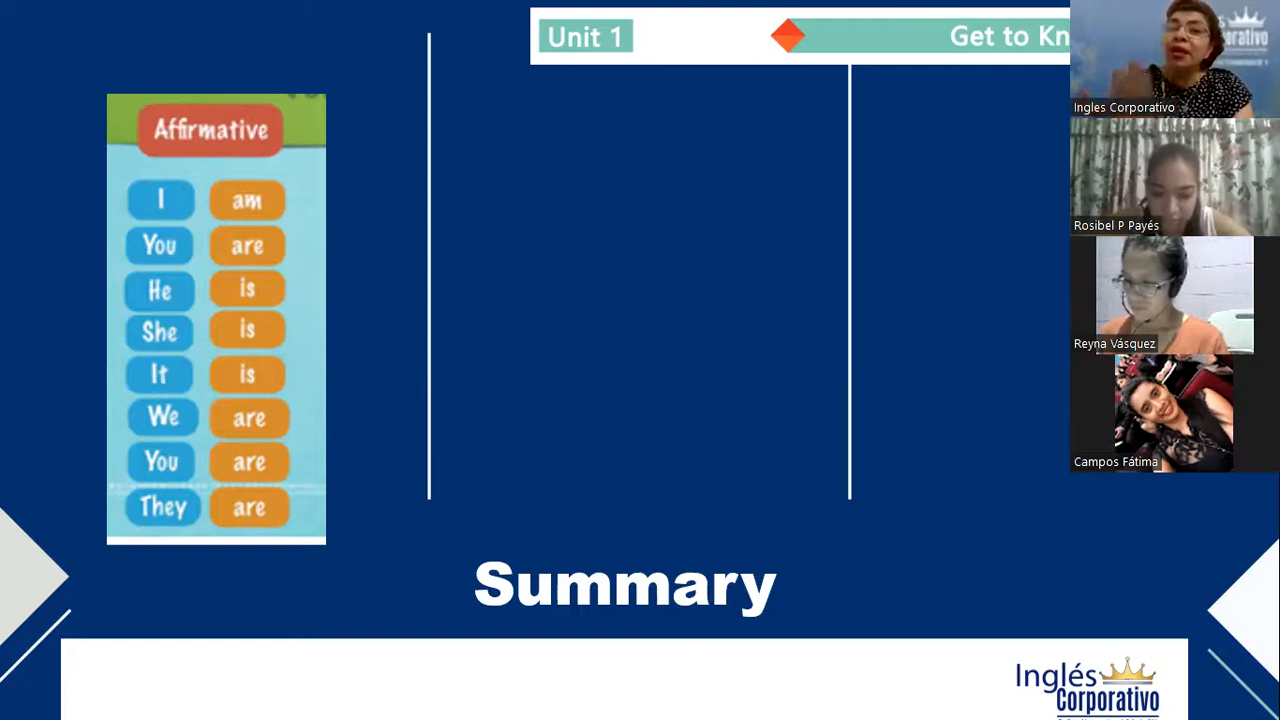 Unit 1
Get to Kn
Affirmative
I am
You are
He is
She is
It is
We are
You are
They are
Summary
Inglés
Corporativo
Corporativo
Ingles Corporativo
Rosibel P Payés
Reyna Vásquez
Campos Fátima